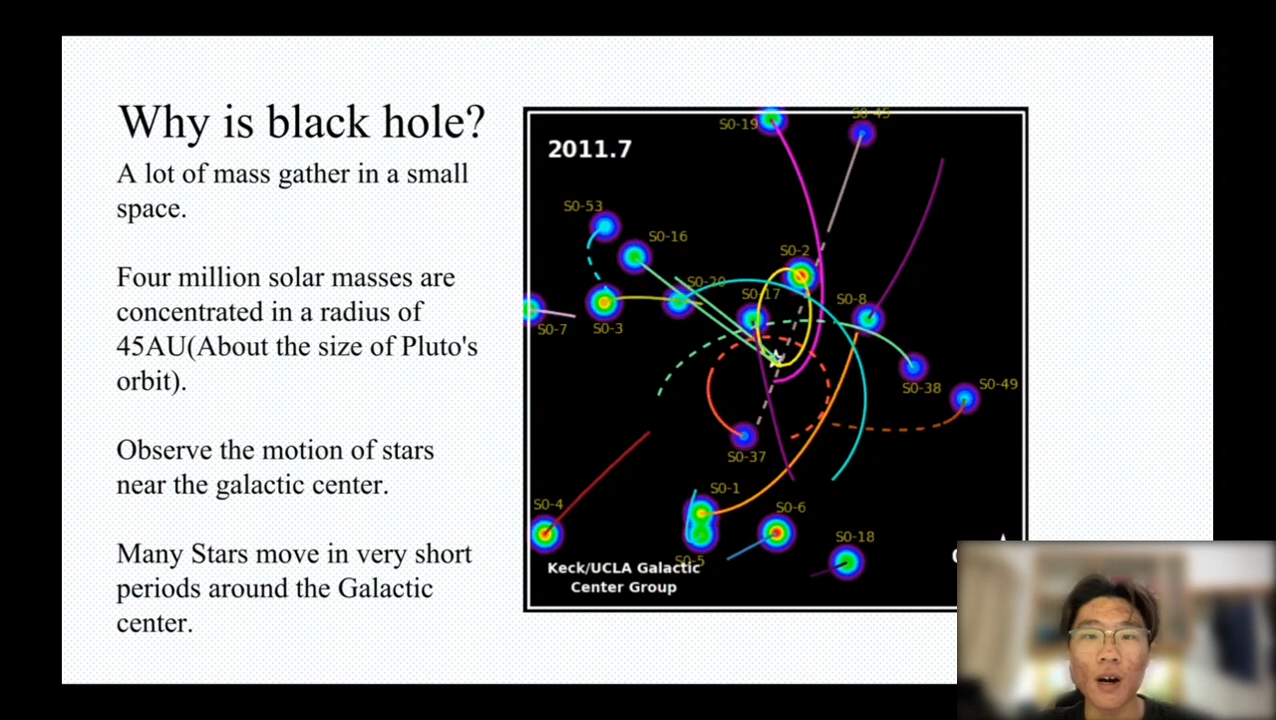 Why is black hole?
A lot of mass gather in a small
space.
Four million solar masses are
concentrated in a radius of
45AU(About the size of Pluto's
orbit).
Observe the motion of stars
near the galactic center.
Many Stars move in very short
periods around the Galactic
center.
2011.7
S0-19
S0-45
S0-53
S0-16
S0-2
S0-20
S0-17
S0-8
S0-7
S0-3
S0-38
S0-49
S0-37
S0-1
S0-4
S0-6
S0-18
S0-5
Keck/UCLA Galactic
Center Group